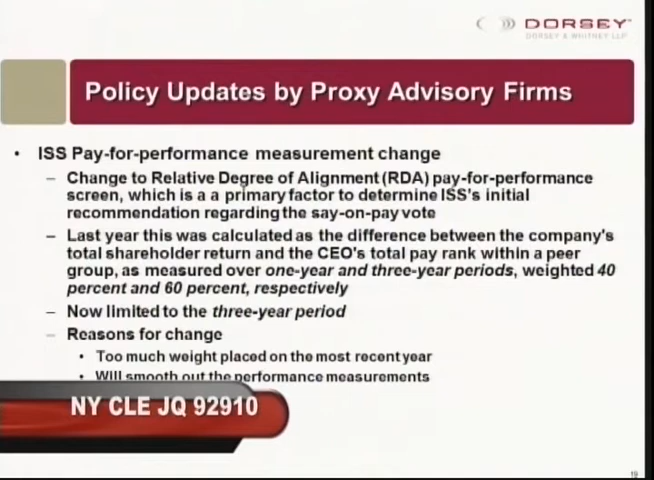 DORSEY™
DORSEY & WHITNEY LLP
Policy Updates by Proxy Advisory Firms
• ISS Pay-for-performance measurement change
– Change to Relative Degree of Alignment (RDA) pay-for-performance
screen, which is a a primary factor to determine ISS's initial
recommendation regarding the say-on-pay vote
– Last year this was calculated as the difference between the company's
total shareholder return and the CEO's total pay rank within a peer
group, as measured over one-year and three-year periods, weighted 40
percent and 60 percent, respectively
– Now limited to the three-year period
– Reasons for change
• Too much weight placed on the most recent year
• Will smooth out the performance measurements
NY CLE JQ 92910
19